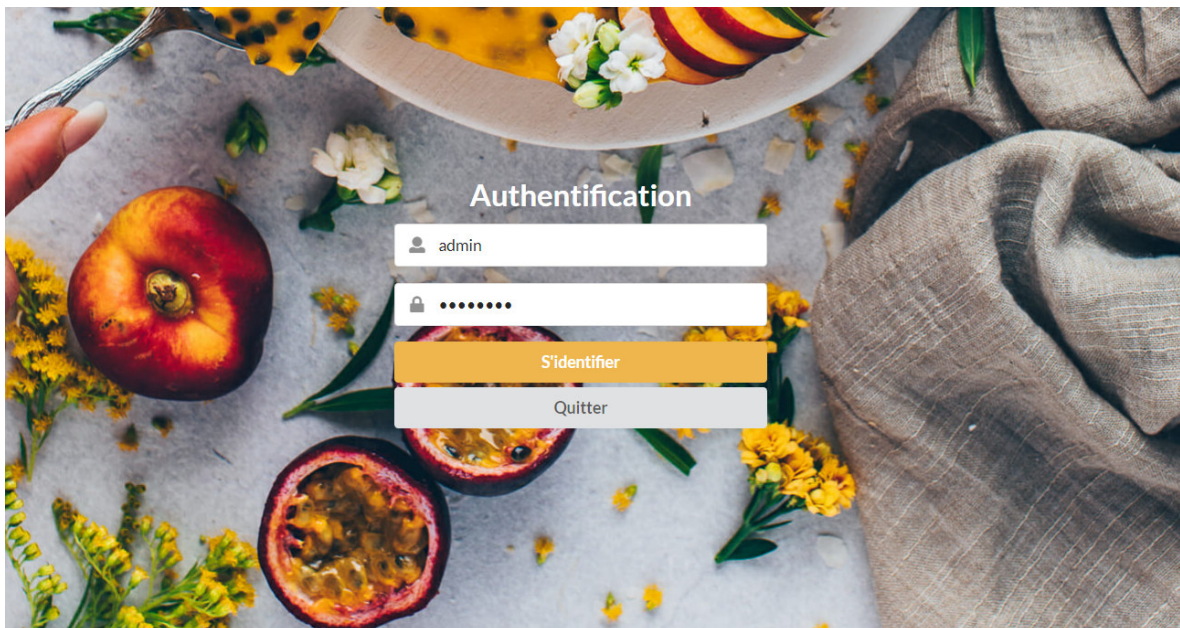 Authentification
admin
••••••••
S'identifier
Quitter